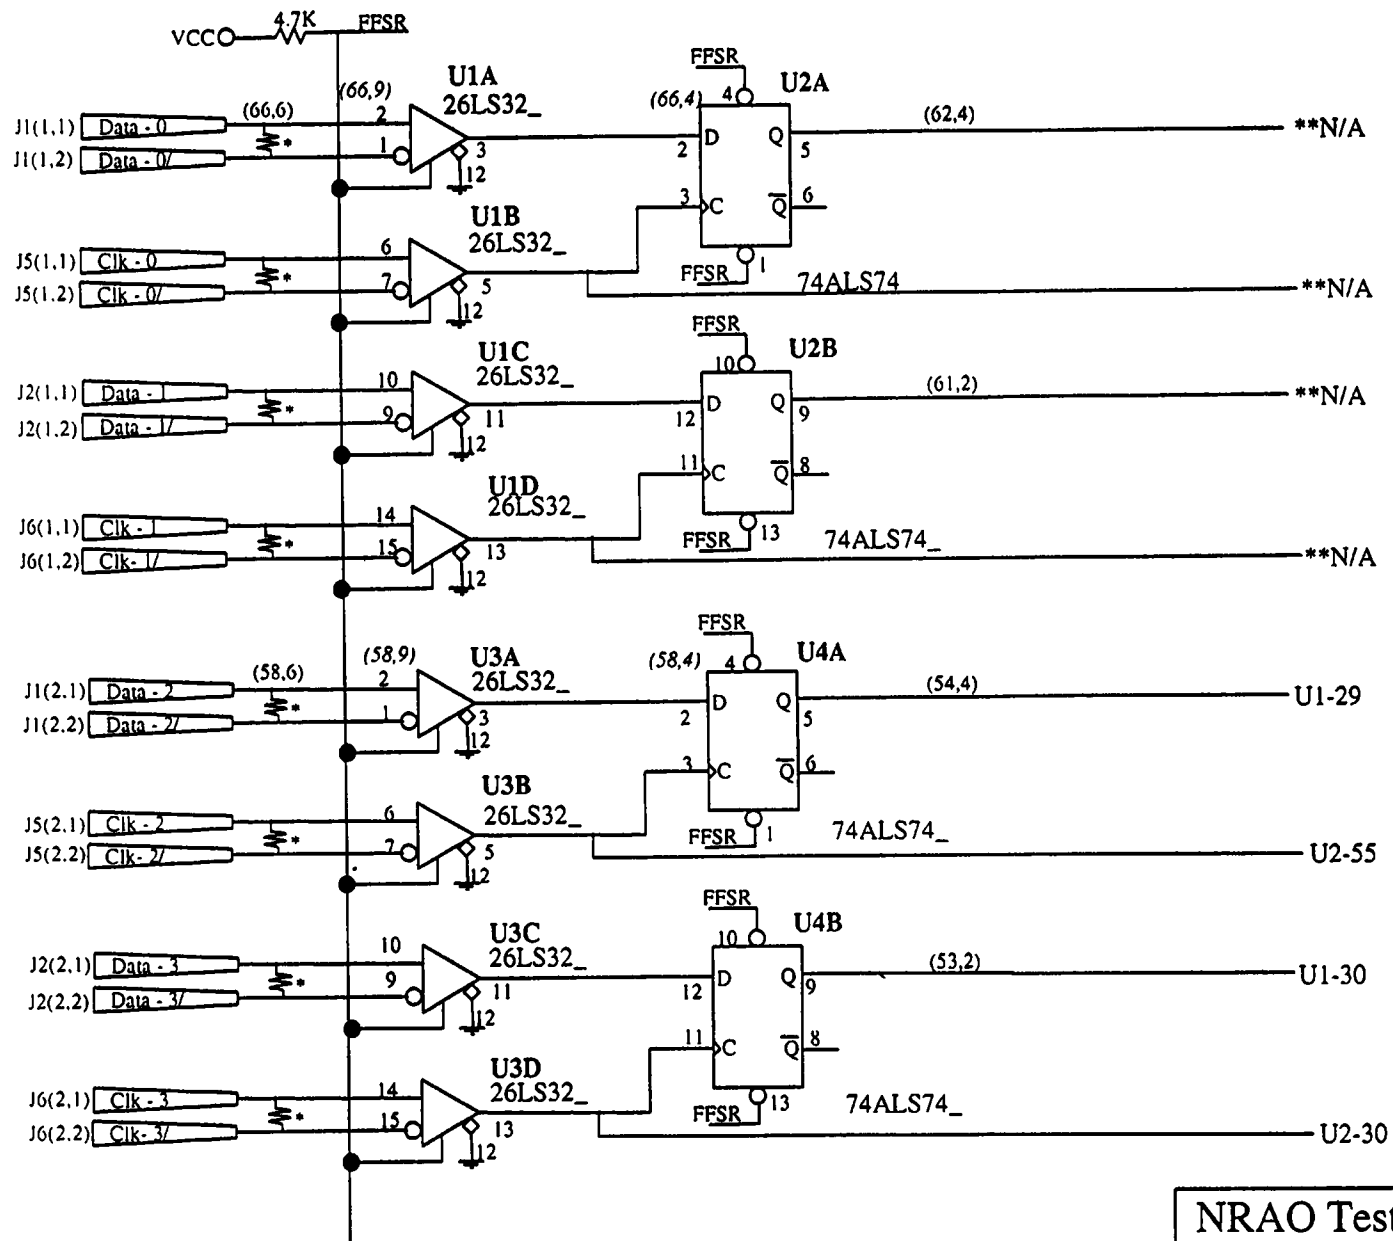 VCC 4.7K FFSR
FFSR
U1A
26LS32_
U2A
(66,6) (66,9) (66,4) 4 (62,4)
J1(1,1) Data - 0 2 3 2 D Q 5 **N/A
J1(1,2) Data - 0/ 1 12
3 C Q 6
U1B
26LS32_
J5(1,1) Clk - 0 6 5 FFSR 1 74ALS74
J5(1,2) Clk - 0/ 7 12 **N/A
FFSR
U1C
26LS32_
10 U2B
(61,2)
J2(1,1) Data - 1 10 11 12 D Q 9 **N/A
J2(1,2) Data - 1/ 9 12
11 C Q 8
U1D
26LS32_
J6(1,1) Clk - 1 14 13 FFSR 13 74ALS74_
J6(1,2) Clk- 1/ 15 12 **N/A
FFSR
U3A
26LS32_
U4A
(58,6) (58,9) (58,4) 4 (54,4)
J1(2,1) Data - 2 2 3 2 D Q 5 U1-29
J1(2,2) Data - 2/ 1 12
3 C Q 6
U3B
26LS32_
J5(2,1) Clk - 2 6 5 FFSR 1 74ALS74_
J5(2,2) Clk- 2/ 7 12 U2-55
FFSR
U3C
26LS32_
10 U4B
(53,2)
J2(2,1) Data - 3 10 11 12 D Q 9 U1-30
J2(2,2) Data - 3/ 9 12
11 C Q 8
U3D
26LS32_
J6(2,1) Clk - 3 14 13 FFSR 13 74ALS74_
J6(2,2) Clk- 3/ 15 12 U2-30
* * * * * * * *
NRAO Test